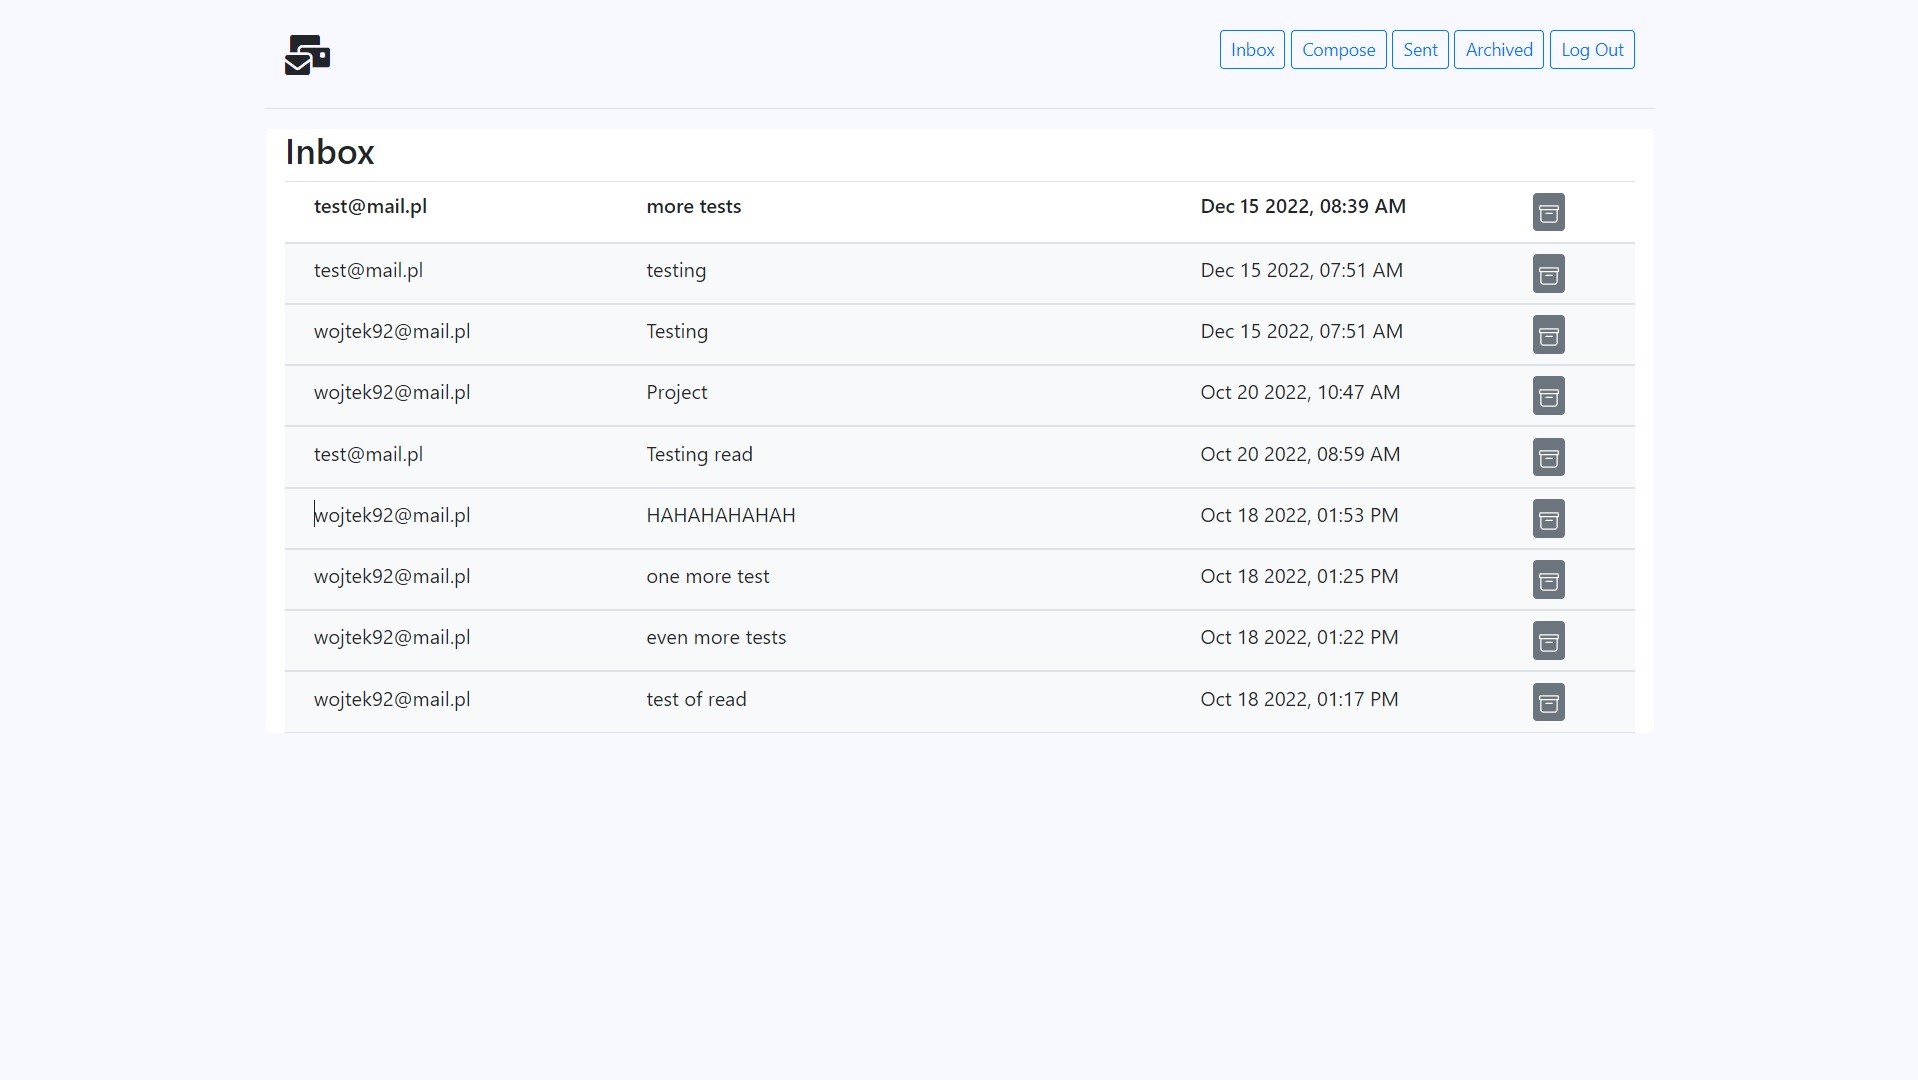 Inbox Compose Sent Archived Log Out
Inbox
test@mail.pl more tests Dec 15 2022, 08:39 AM
test@mail.pl testing Dec 15 2022, 07:51 AM
wojtek92@mail.pl Testing Dec 15 2022, 07:51 AM
wojtek92@mail.pl Project Oct 20 2022, 10:47 AM
test@mail.pl Testing read Oct 20 2022, 08:59 AM
wojtek92@mail.pl HAHAHAHAHAH Oct 18 2022, 01:53 PM
wojtek92@mail.pl one more test Oct 18 2022, 01:25 PM
wojtek92@mail.pl even more tests Oct 18 2022, 01:22 PM
wojtek92@mail.pl test of read Oct 18 2022, 01:17 PM